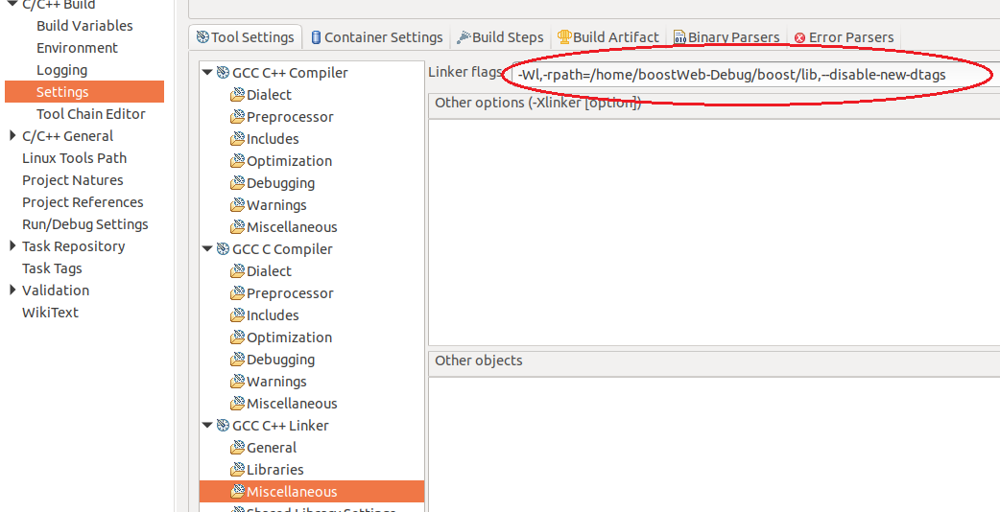 C/C++ Build
Build Variables
Environment
Logging
Settings
Tool Chain Editor
C/C++ General
Linux Tools Path
Project Natures
Project References
Run/Debug Settings
Task Repository
Task Tags
Validation
WikiText
Tool Settings
Container Settings
Build Steps
Build Artifact
Binary Parsers
Error Parsers
GCC C++ Compiler
Dialect
Preprocessor
Includes
Optimization
Debugging
Warnings
Miscellaneous
GCC C Compiler
Dialect
Preprocessor
Includes
Optimization
Debugging
Warnings
Miscellaneous
GCC C++ Linker
General
Libraries
Miscellaneous
Shared Library Settings
Linker flags -Wl,-rpath=/home/boostWeb-Debug/boost/lib,--disable-new-dtags
Other options (-Xlinker [option])
Other objects